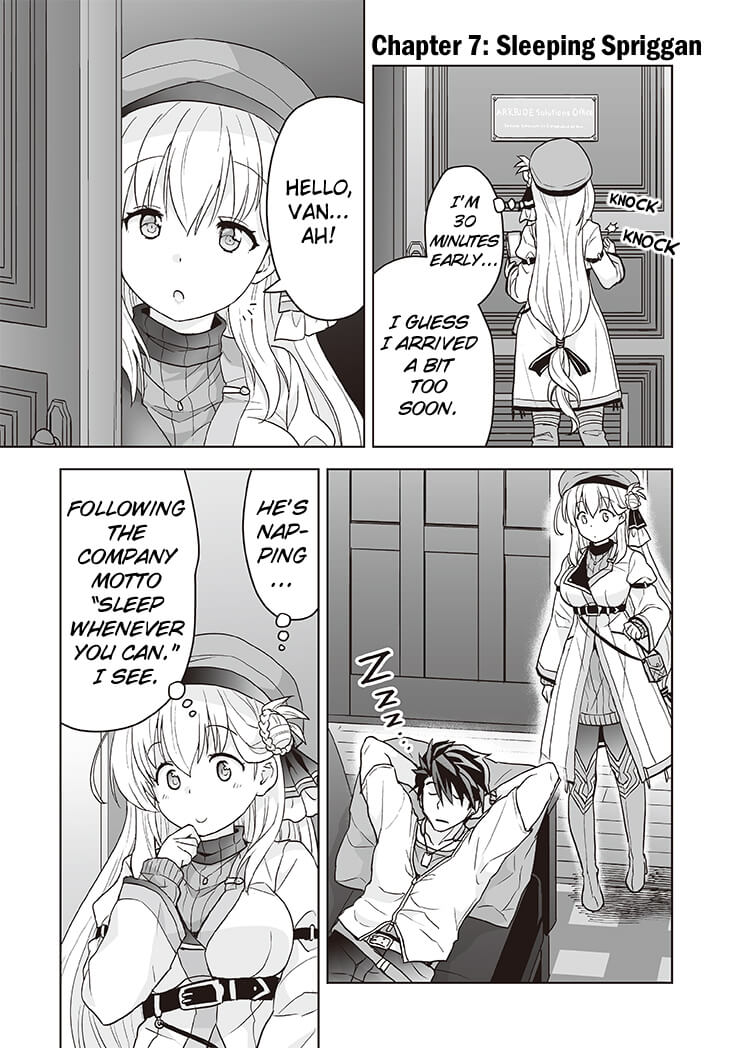 Chapter 7: Sleeping Spriggan
ARKRIDE Solutions Office
KNOCK
KNOCK
I'M
30
MINUTES
EARLY...
I GUESS
I ARRIVED
A BIT
TOO
SOON.
HELLO,
VAN...
AH!
ZZZ...
HE'S
NAP-
PING
...
FOLLOWING
THE
COMPANY
MOTTO
“SLEEP
WHENEVER
YOU CAN.”
I SEE.